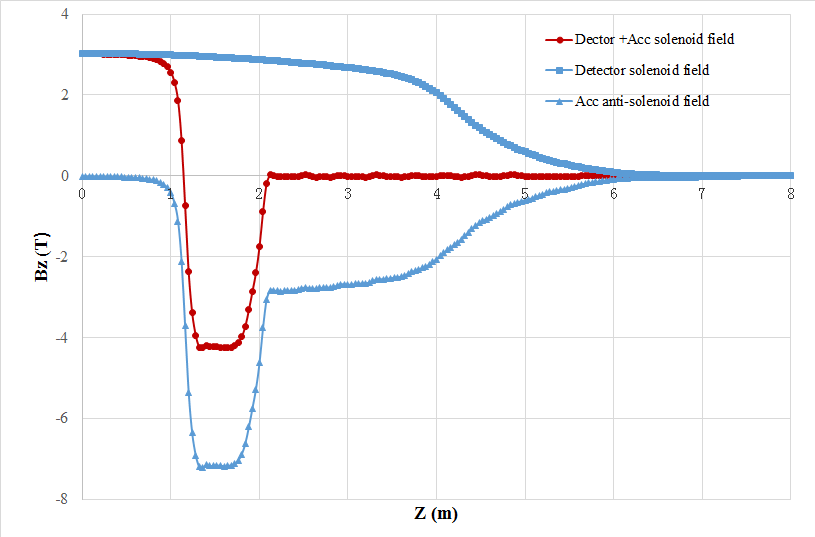 4
2
0
-2
-4
-6
-8
0 1 2 3 4 5 6 7 8
Bz (T)
Z (m)
Dector +Acc solenoid field
Detector solenoid field
Acc anti-solenoid field